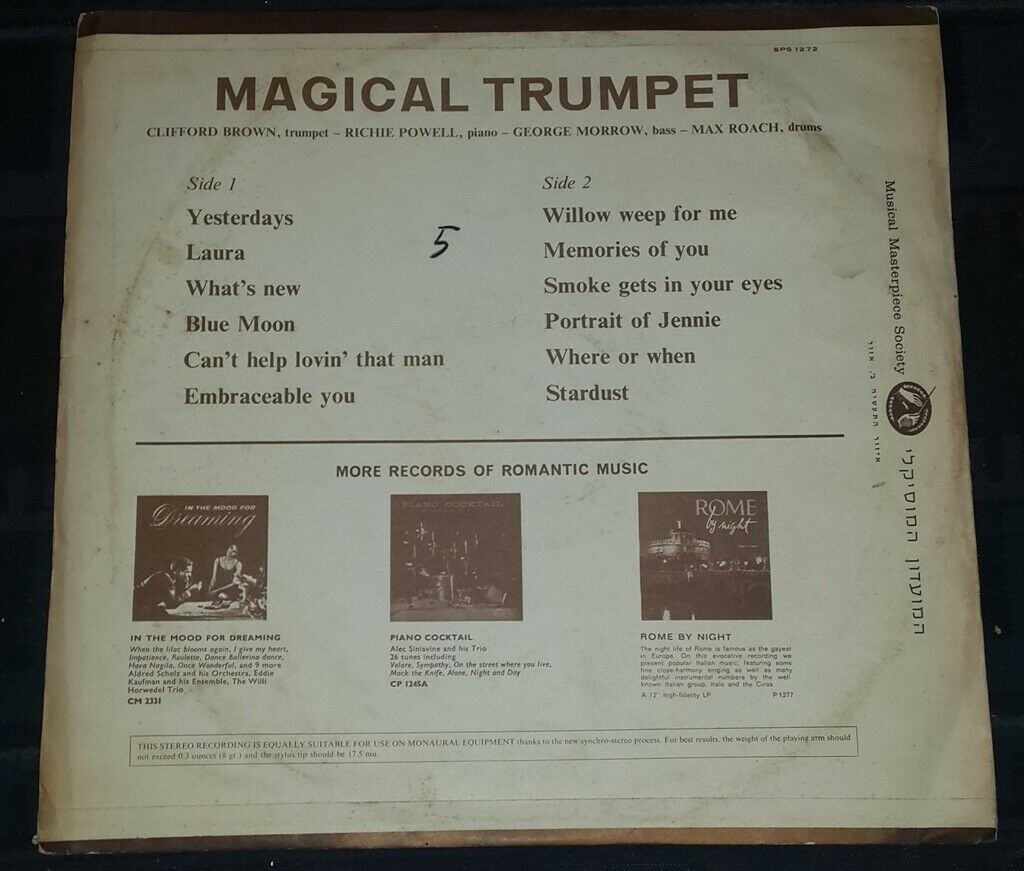 SPS 1272
MAGICAL TRUMPET
CLIFFORD BROWN, trumpet – RICHIE POWELL, piano – GEORGE MORROW, bass – MAX ROACH, drums
Side 1
Yesterdays
Laura
What's new
Blue Moon
Can't help lovin' that man
Embraceable you
5
Side 2
Willow weep for me
Memories of you
Smoke gets in your eyes
Portrait of Jennie
Where or when
Stardust
Musical Masterpiece Society
המועדון המוסיקלי
MORE RECORDS OF ROMANTIC MUSIC
IN THE MOOD FOR
Dreaming
IN THE MOOD FOR DREAMING
When the lilac blooms again, I give my heart,
Impatience, Roulette, Dance Ballerina dance,
Hava Nagila, Once Wonderful, and 9 more
Aldred Scholz and his Orchestra, Eddie
Kaufman and his Ensemble, The Willi
Horwedel Trio
CM 2331
PIANO COCKTAIL
PIANO COCKTAIL
Alec Siniavine and his Trio
26 tunes including
Volare, Sympathy, On the street where you live,
Mack the Knife, Alone, Night and Day
CP 1245A
ROME
by night
ROME BY NIGHT
The night life of Rome is famous as the gayest
in Europe. On this evocative recording we
present popular Italian music, featuring some
fine close-harmony singing as well as many
delightful instrumental numbers by the well
known Italian group, Italo and the Ciros.
A 12" high-fidelity LP P 1277
THIS STEREO RECORDING IS EQUALLY SUITABLE FOR USE ON MONAURAL EQUIPMENT thanks to the new synchro-stereo process. For best results, the weight of the playing arm should
not exceed 0.3 ounces (8 gr.) and the stylus tip should be 17.5 mu.